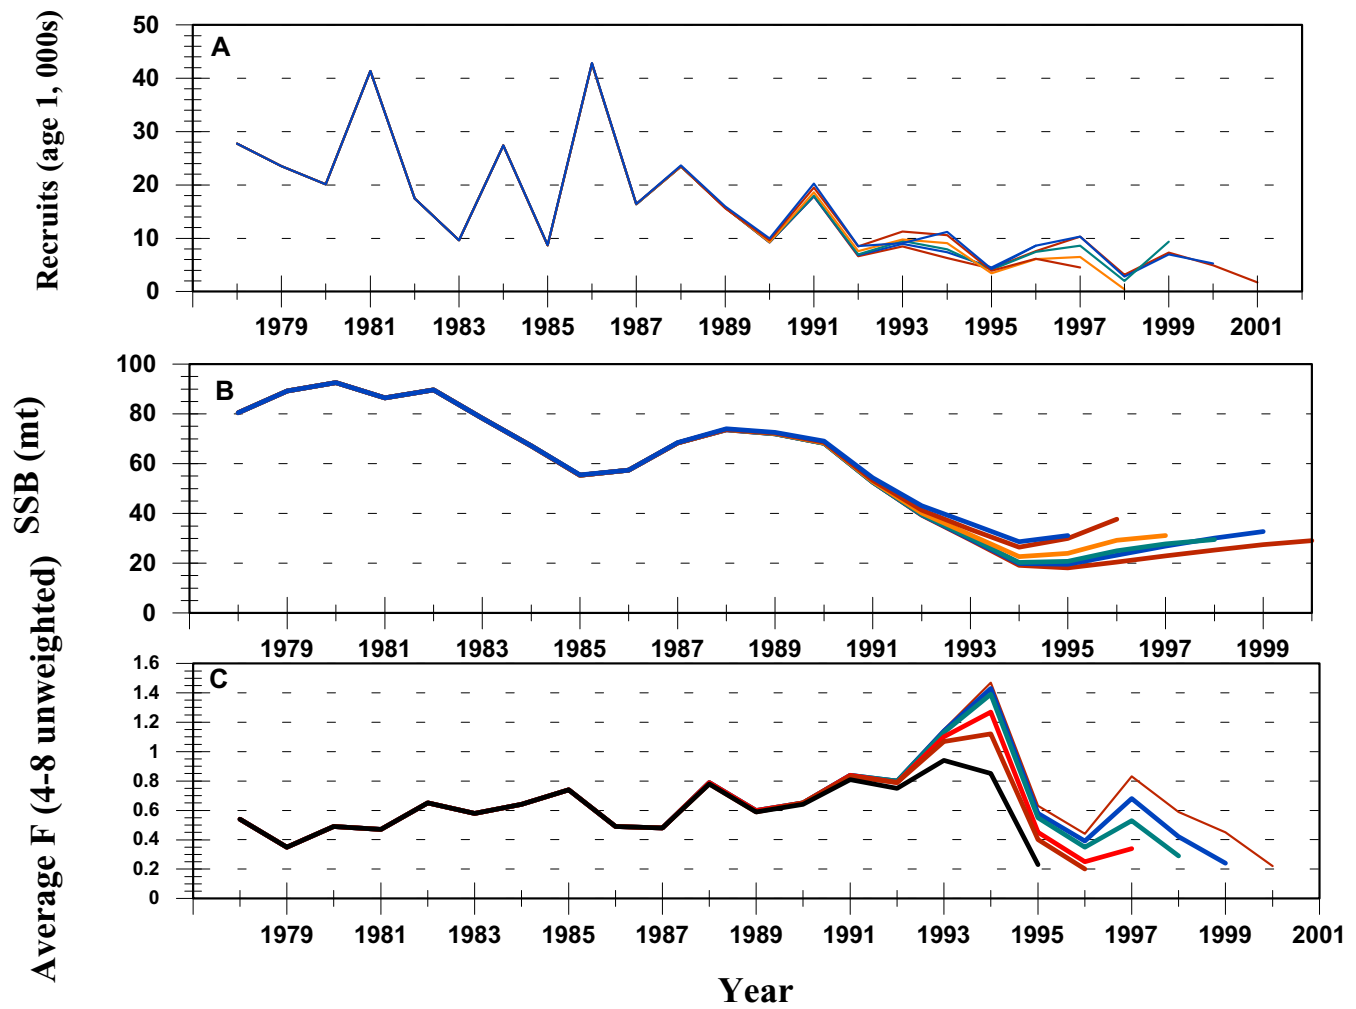 Recruits (age 1, 000s)
A
50
40
30
20
10
0
1979 1981 1983 1985 1987 1989 1991 1993 1995 1997 1999 2001
SSB (mt)
B
100
80
60
40
20
0
1979 1981 1983 1985 1987 1989 1991 1993 1995 1997 1999
Average F (4-8 unweighted)
C
1.6
1.4
1.2
1
0.8
0.6
0.4
0.2
0
1979 1981 1983 1985 1987 1989 1991 1993 1995 1997 1999 2001
Year